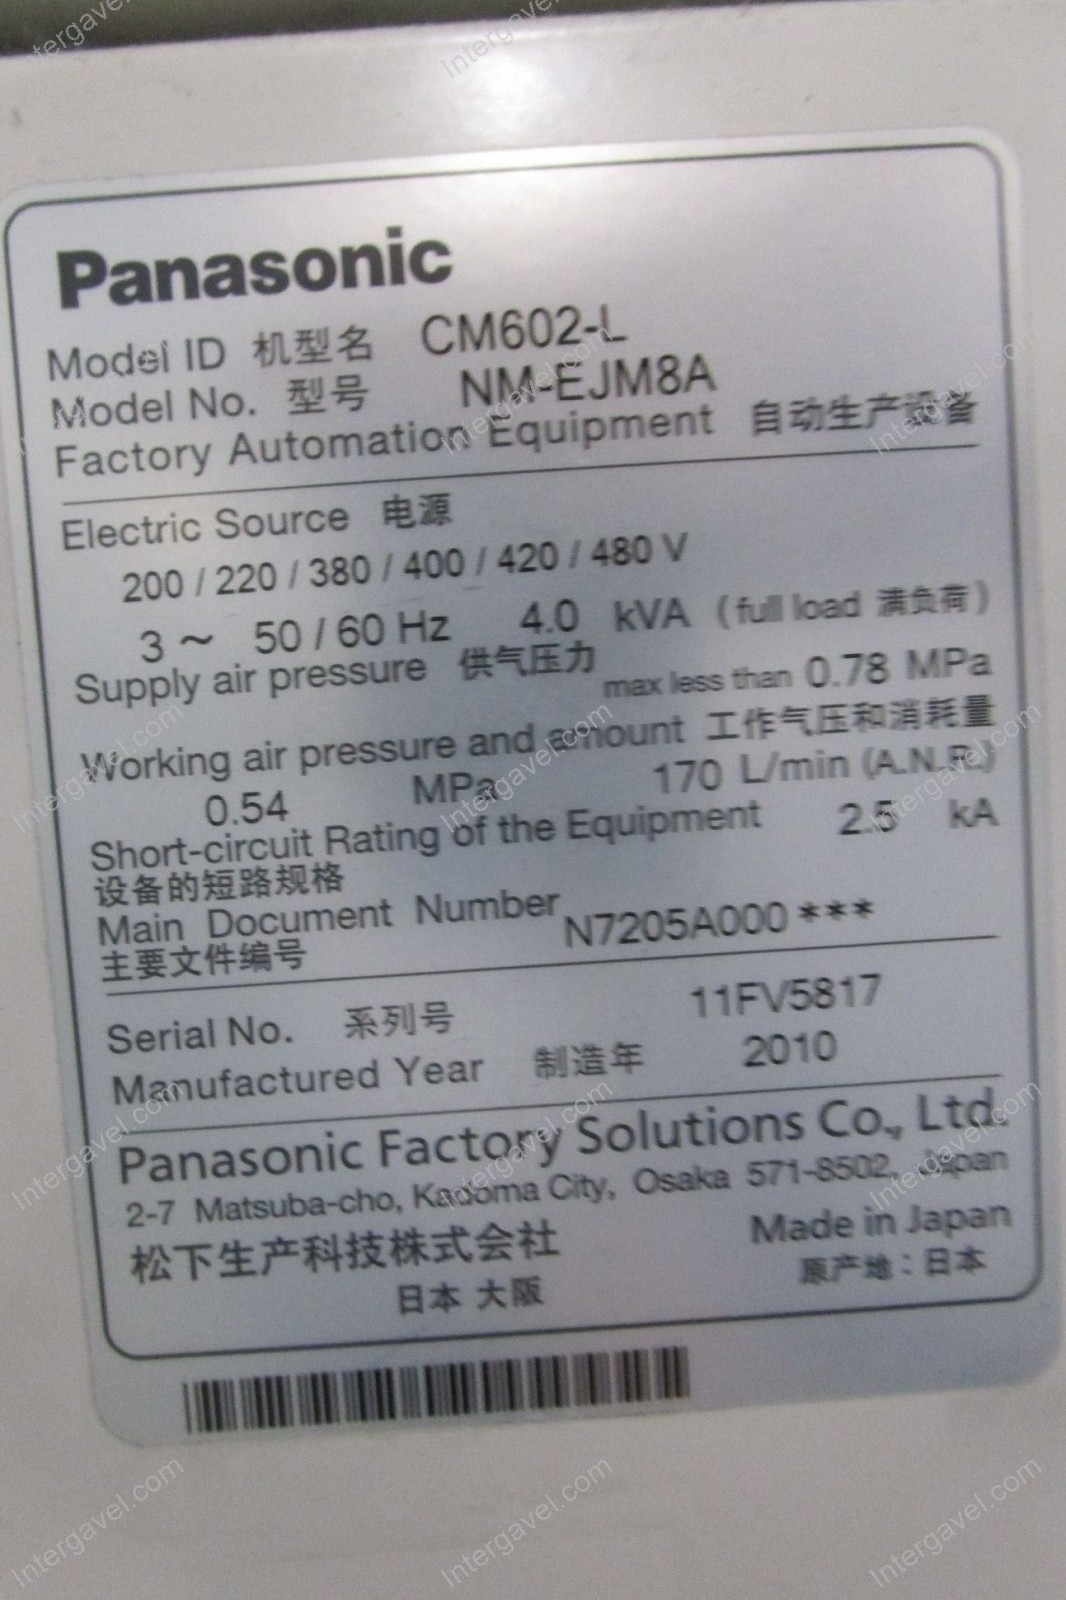 Panasonic
Model ID 机型名 CM602-L
Model No. 型号 NM-EJM8A
Factory Automation Equipment 自动生产设备
Electric Source 电源
200 / 220 / 380 / 400 / 420 / 480 V
3 ~ 50 / 60 Hz 4.0 kVA (full load 满负荷)
Supply air pressure 供气压力
max less than 0.78 MPa
Working air pressure and amount 工作气压和消耗量
0.54 MPa 170 L/min (A.N.R.)
Short-circuit Rating of the Equipment 2.5 kA
设备的短路规格
Main Document Number N7205A000***
主要文件编号
Serial No. 系列号 11FV5817
Manufactured Year 制造年 2010
Panasonic Factory Solutions Co., Ltd.
2-7 Matsuba-cho, Kadoma City, Osaka 571-8502, Japan
松下生产科技株式会社 Made in Japan
日本 大阪 原产地：日本
Intergavel.com